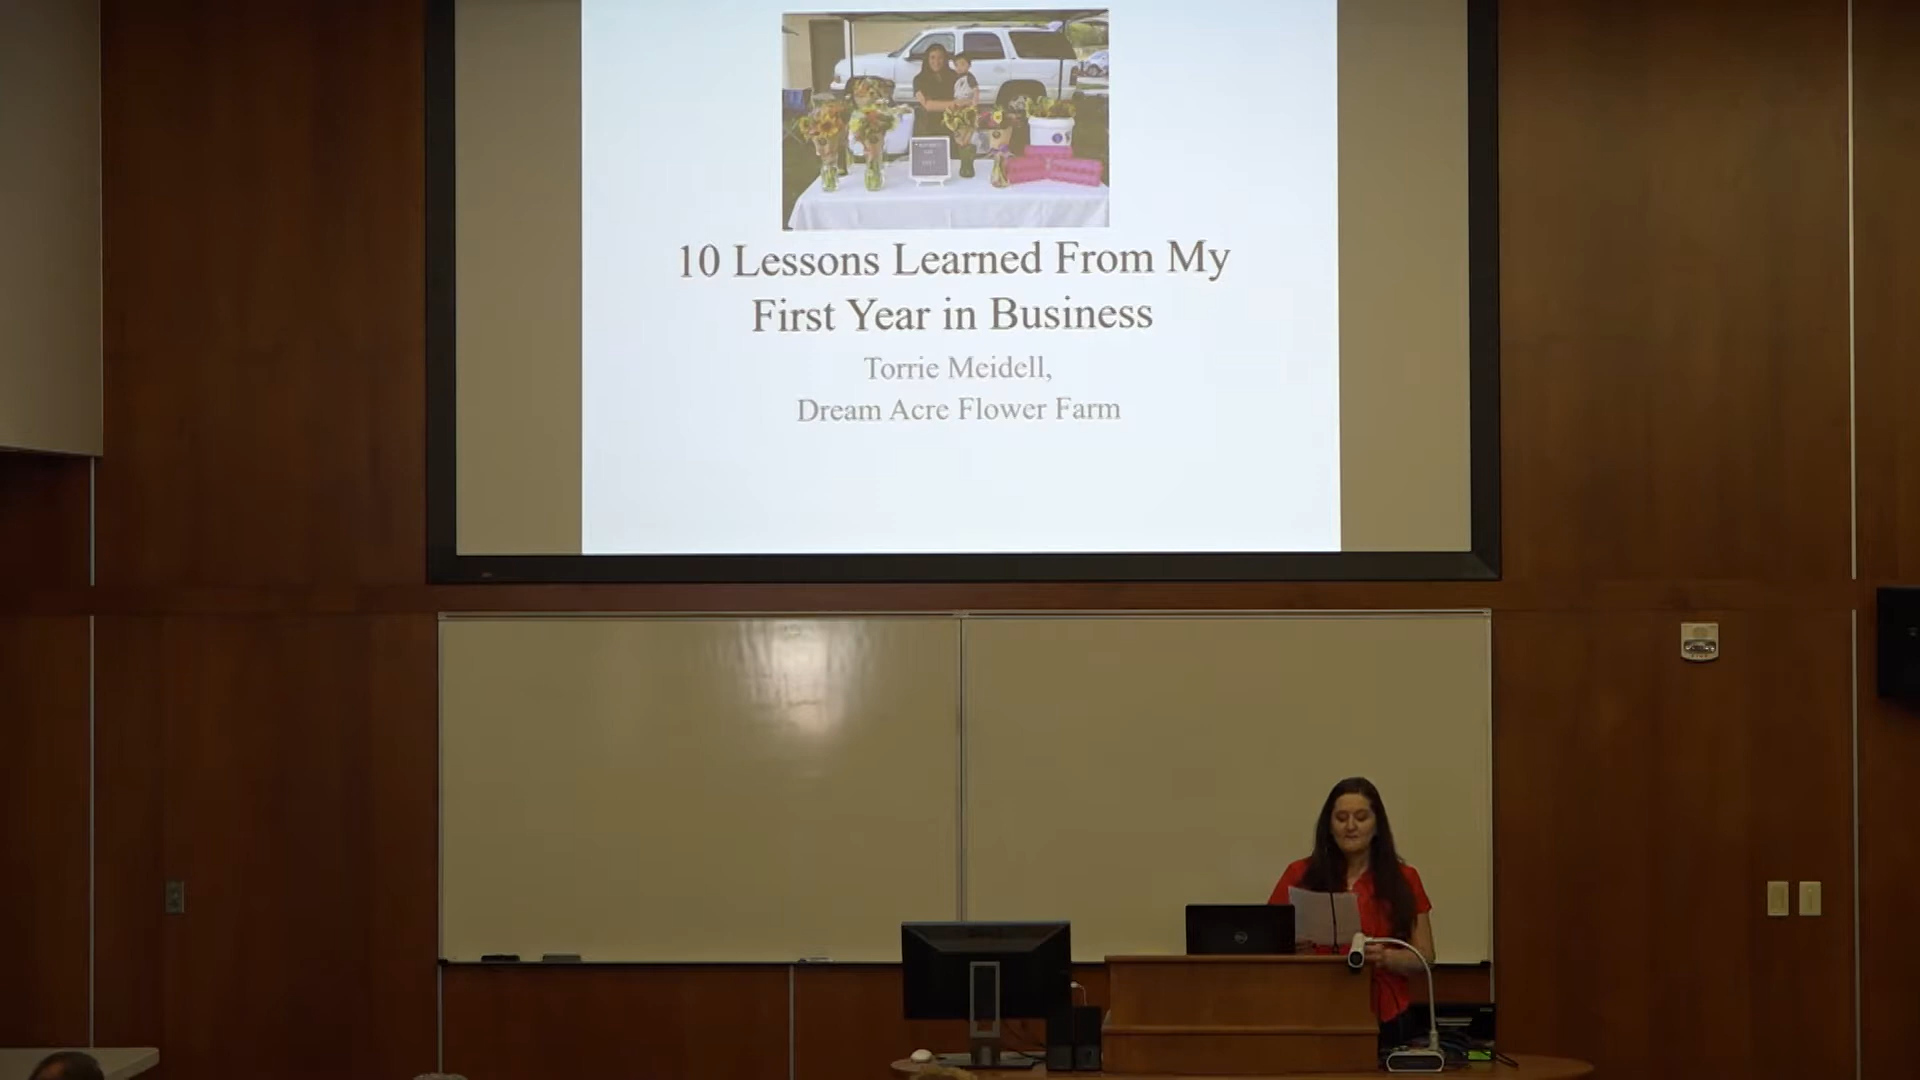 10 Lessons Learned From My
First Year in Business
Torrie Meidell,
Dream Acre Flower Farm